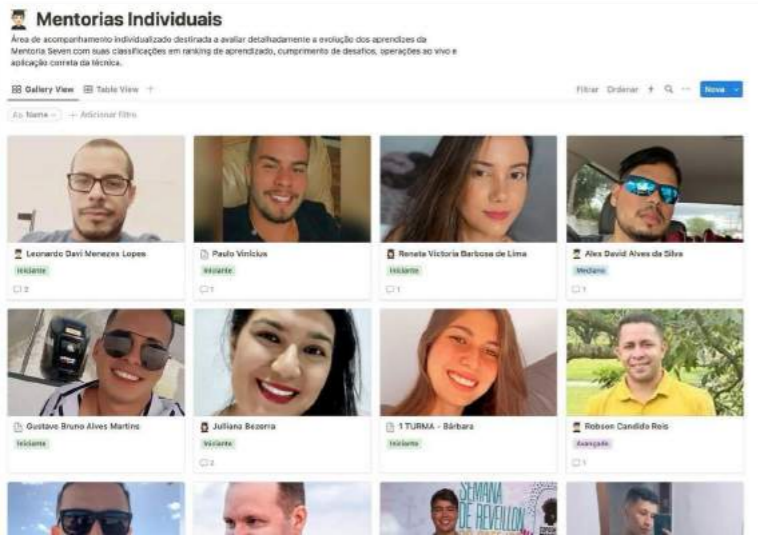 Mentorias Individuais
Área de acompanhamento individualizado destinada a avaliar detalhadamente a evolução dos aprendizes da
Mentoria Seven com suas classificações em ranking de aprendizado, cumprimento de desafios, operações ao vivo e
aplicação correta da técnica.
Gallery View Table View +
Filtrar Ordenar Nova
Aa Name + Adicionar filtro
Leonardo Davi Menezes Lopes
Paulo Vinícius
Renata Victoria Barbosa de Lima
Alex David Alves da Silva
Iniciante
Iniciante
Iniciante
Mediano
2
1
1
1
Gustavo Bruno Alves Martins
Julliana Bezerra
1 TURMA - Bárbara
Robson Candido Reis
Iniciante
Iniciante
Iniciante
Avançado
2
1
SEMANA
DE REVEILLON